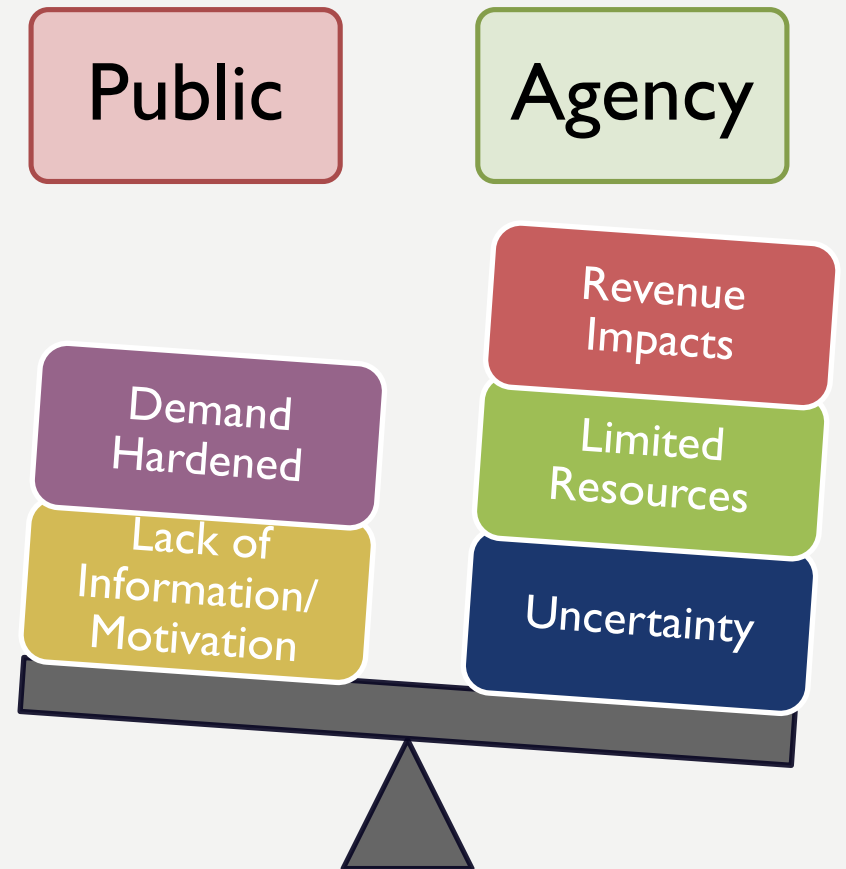 Public
Agency
Demand
Hardened
Lack of
Information/
Motivation
Revenue
Impacts
Limited
Resources
Uncertainty